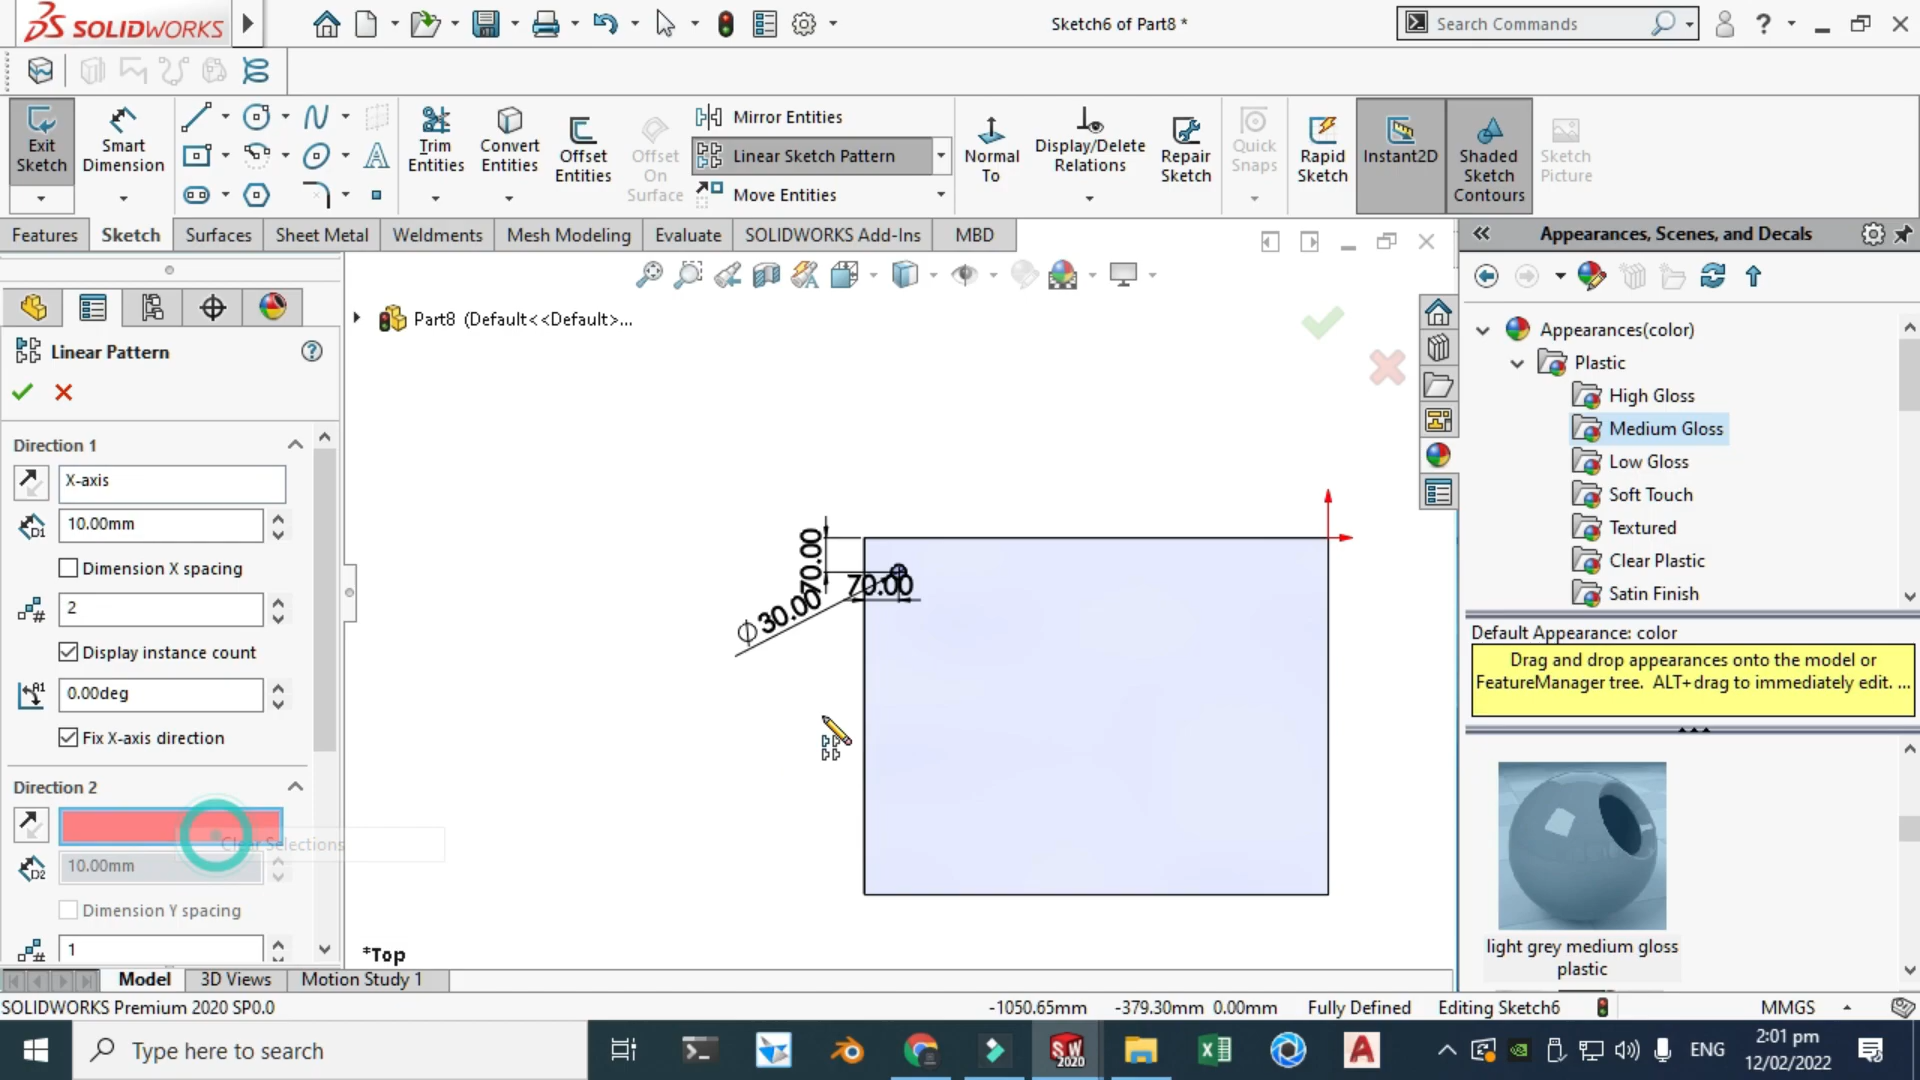 SOLIDWORKS
Sketch6 of Part8 *
Search Commands
Exit Sketch
Smart Dimension
Trim Entities
Convert Entities
Offset Entities
Offset On Surface
Mirror Entities
Linear Sketch Pattern
Move Entities
Normal To
Display/Delete Relations
Repair Sketch
Quick Snaps
Rapid Sketch
Instant2D
Shaded Sketch Contours
Sketch Picture
Features
Sketch
Surfaces
Sheet Metal
Weldments
Mesh Modeling
Evaluate
SOLIDWORKS Add-Ins
MBD
Appearances, Scenes, and Decals
Part8 (Default<<Default>...
Linear Pattern
Direction 1
X-axis
D1
10.00mm
Dimension X spacing
#
2
Display instance count
A1
0.00deg
Fix X-axis direction
Direction 2
Clear Selections
D2
10.00mm
Dimension Y spacing
#
1
70.00
70.00
Ø30.00
*Top
Appearances(color)
Plastic
High Gloss
Medium Gloss
Low Gloss
Soft Touch
Textured
Clear Plastic
Satin Finish
Default Appearance: color
Drag and drop appearances onto the model or
FeatureManager tree. ALT+drag to immediately edit. ...
light grey medium gloss
plastic
Model
3D Views
Motion Study 1
SOLIDWORKS Premium 2020 SP0.0
-1050.65mm
-379.30mm 0.00mm
Fully Defined
Editing Sketch6
MMGS
Type here to search
SW
2020
ENG
2:01 pm
12/02/2022